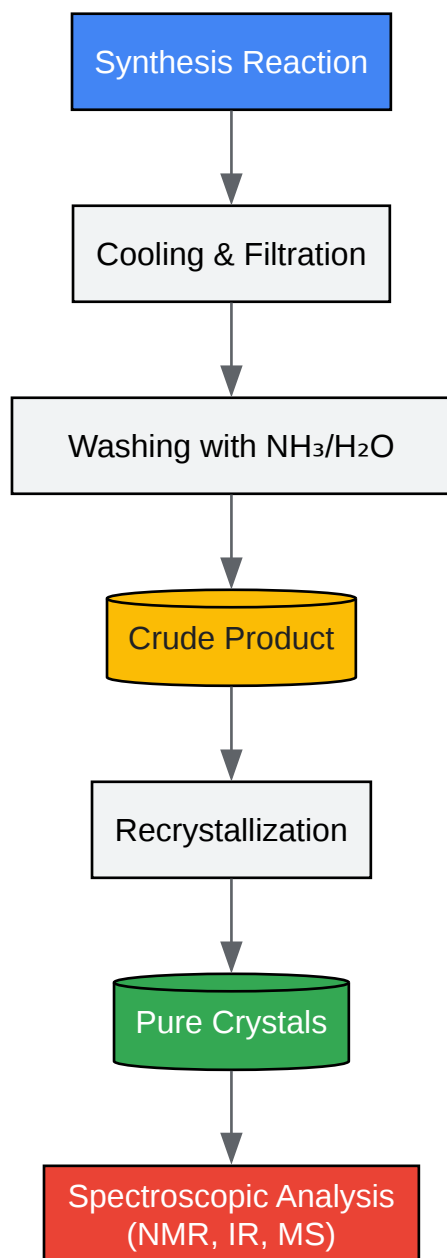 Synthesis Reaction
Cooling & Filtration
Washing with NH₃/H₂O
Crude Product
Recrystallization
Pure Crystals
Spectroscopic Analysis
(NMR, IR, MS)